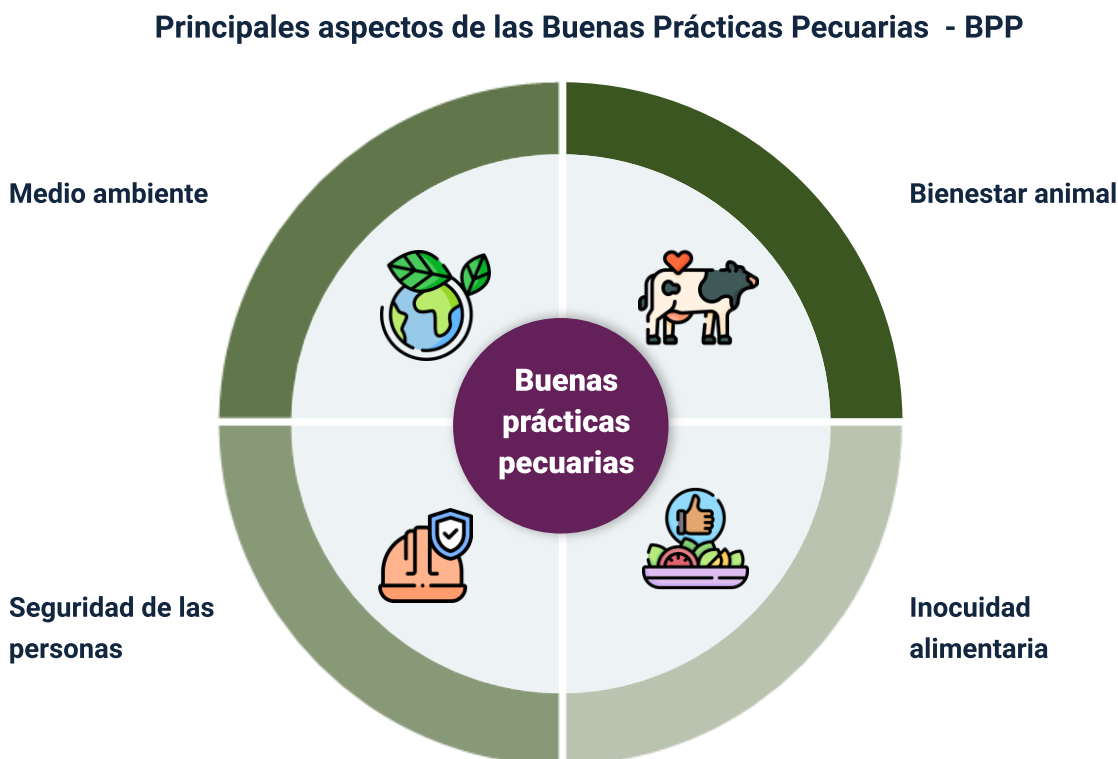 Principales aspectos de las Buenas Prácticas Pecuarias - BPP
Medio ambiente
Bienestar animal
Buenas
prácticas
pecuarias
Seguridad de las
personas
Inocuidad
alimentaria